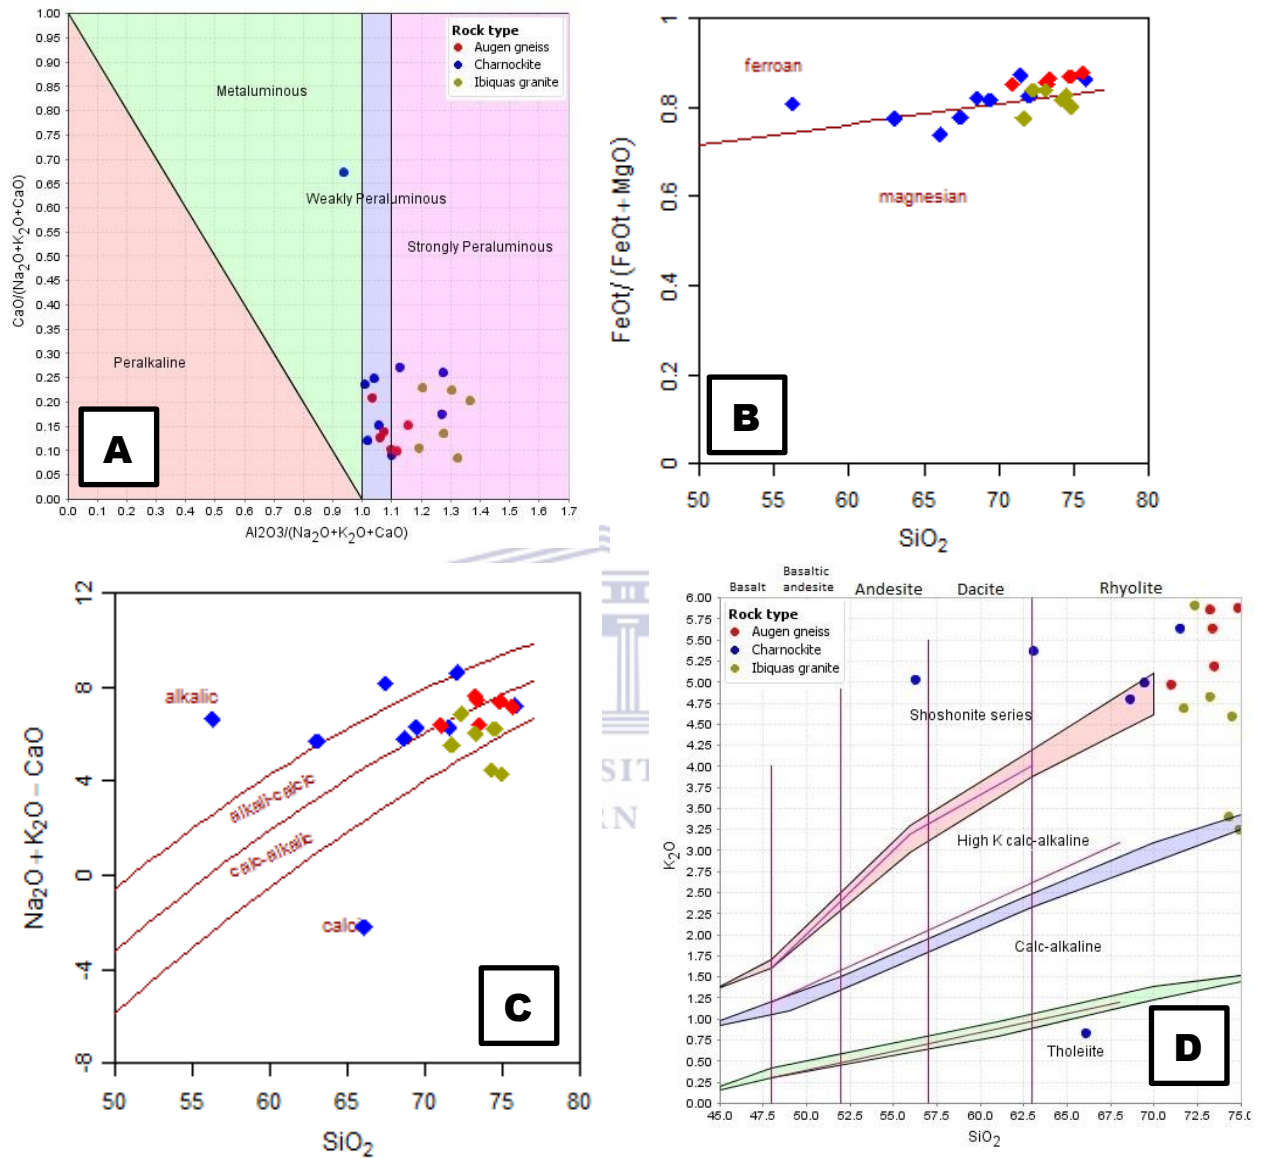 1.00
0.95
0.90
0.85
0.80
0.75
0.70
0.65
0.60
0.55
0.50
0.45
0.40
0.35
0.30
0.25
0.20
0.15
0.10
0.05
0.00
CaO/(Na2O+K2O+CaO)
Rock type
Augen gneiss
Charnockite
Ibiquas granite
Metaluminous
Weakly Peraluminous
Strongly Peraluminous
Peralkaline
A
0.0 0.1 0.2 0.3 0.4 0.5 0.6 0.7 0.8 0.9 1.0 1.1 1.2 1.3 1.4 1.5 1.6 1.7
Al2O3/(Na2O+K2O+CaO)
1
0.8
0.6
0.4
0.2
0
FeOt/ (FeOt + MgO)
ferroan
magnesian
B
50 55 60 65 70 75 80
SiO2
12
8
4
0
-4
-8
Na2O + K2O − CaO
alkalic
alkali-calcic
calc-alkalic
C
50 55 60 65 70 75 80
SiO2
SIT
RN
Basalt
Basaltic
andesite
Andesite
Dacite
Rhyolite
6.00
5.75
5.50
5.25
5.00
4.75
4.50
4.25
4.00
3.75
3.50
3.25
3.00
2.75
2.50
2.25
2.00
1.75
1.50
1.25
1.00
0.75
0.50
0.25
0.00
K2O
Rock type
Augen gneiss
Charnockite
Ibiquas granite
Shoshonite series
High K calc-alkaline
Calc-alkaline
Tholeiite
D
45.0 47.5 50.0 52.5 55.0 57.5 60.0 62.5 65.0 67.5 70.0 72.5 75.0
SiO2